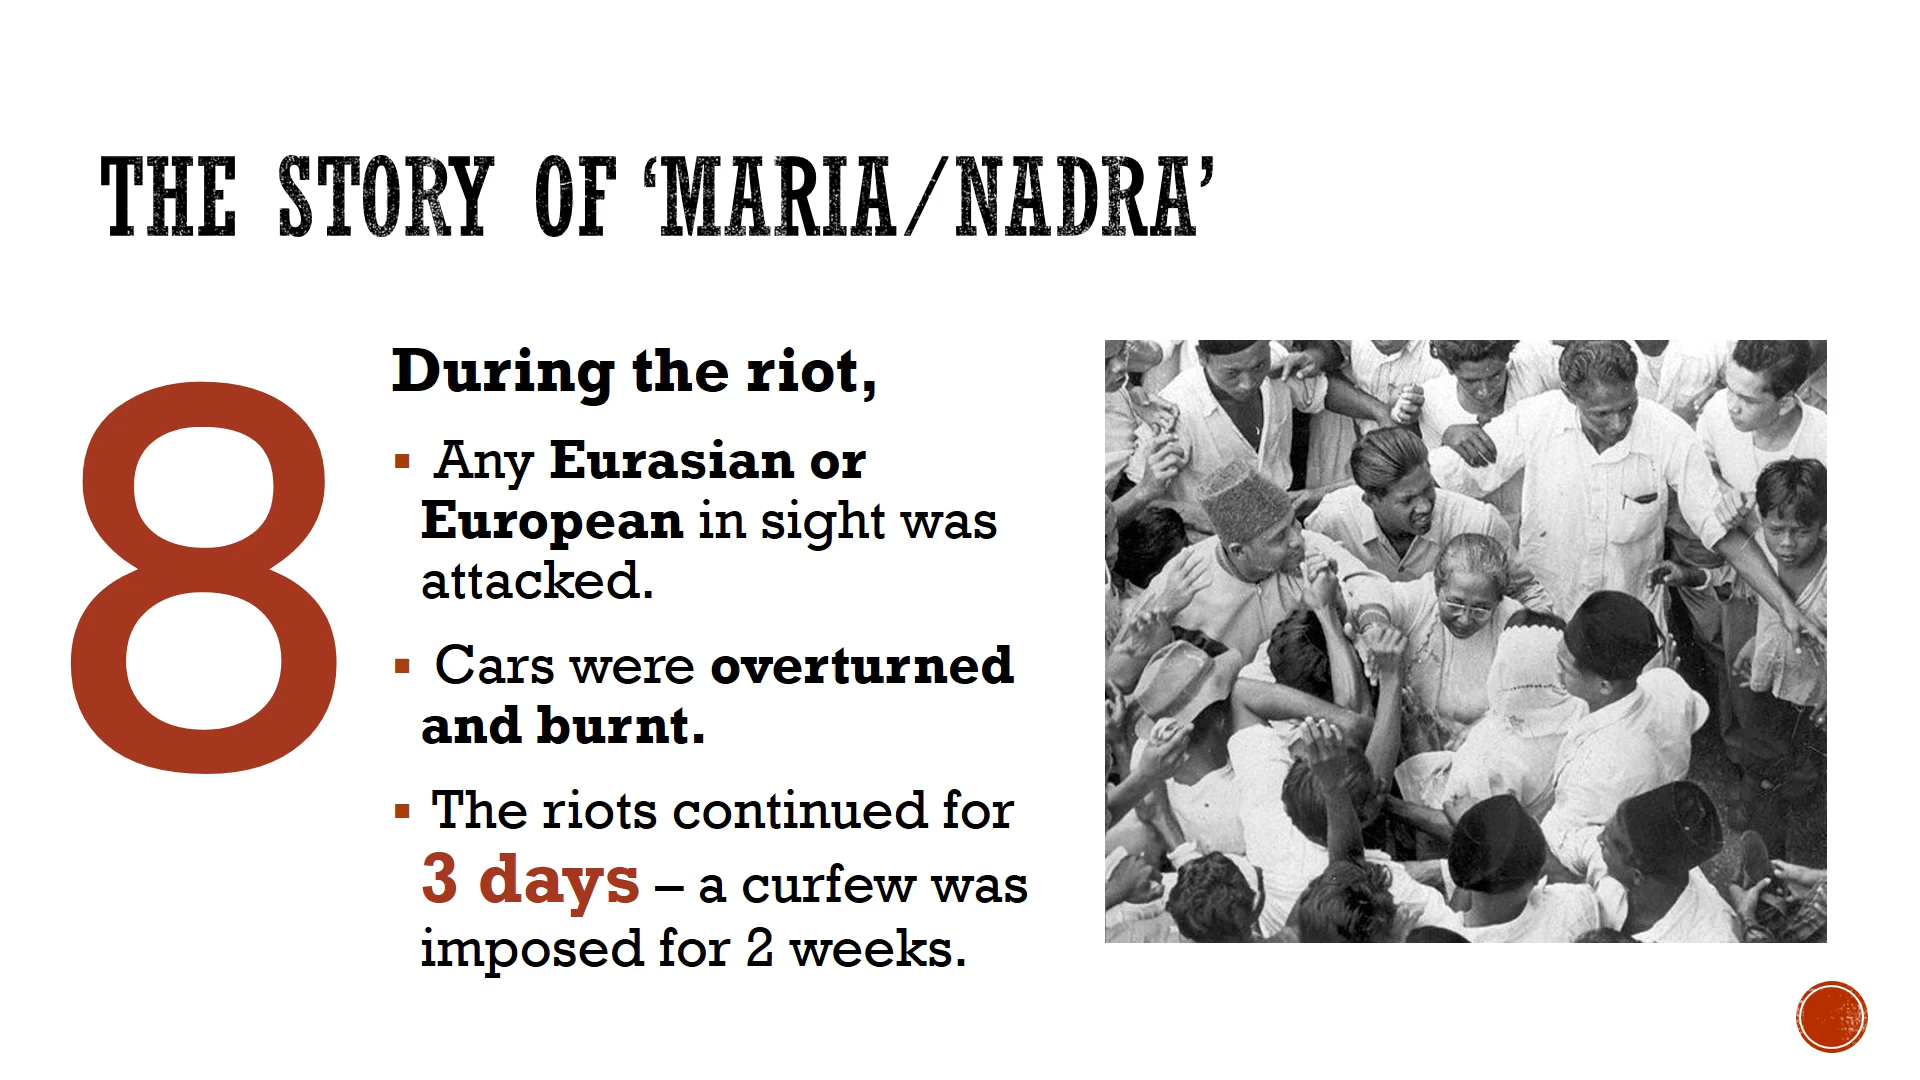 THE STORY OF ‘MARIA/NADRA’
8
During the riot,
▪ Any Eurasian or
European in sight was
attacked.
▪ Cars were overturned
and burnt.
▪ The riots continued for
3 days – a curfew was
imposed for 2 weeks.